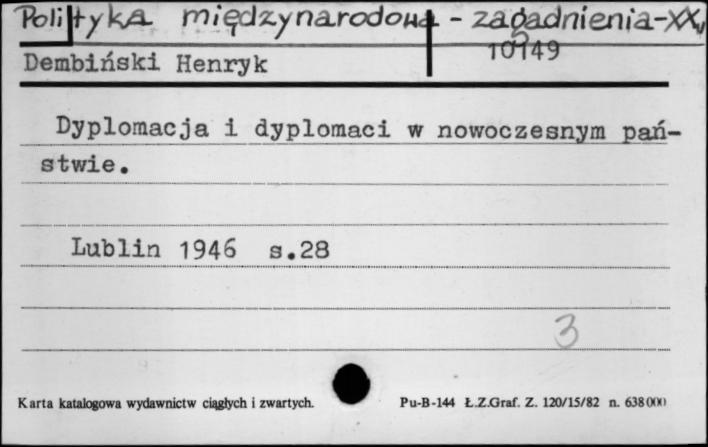 Polityka międzynarodowa - zagadnienia - XX w
10149
Dembiński Henryk
Dyplomacja i dyplomaci w nowoczesnym pań-
stwie.
Lublin 1946 s.28
3
Karta katalogowa wydawnictw ciągłych i zwartych. Pu-B-144 Ł.Z.Graf. Z. 120/15/82 n. 638000